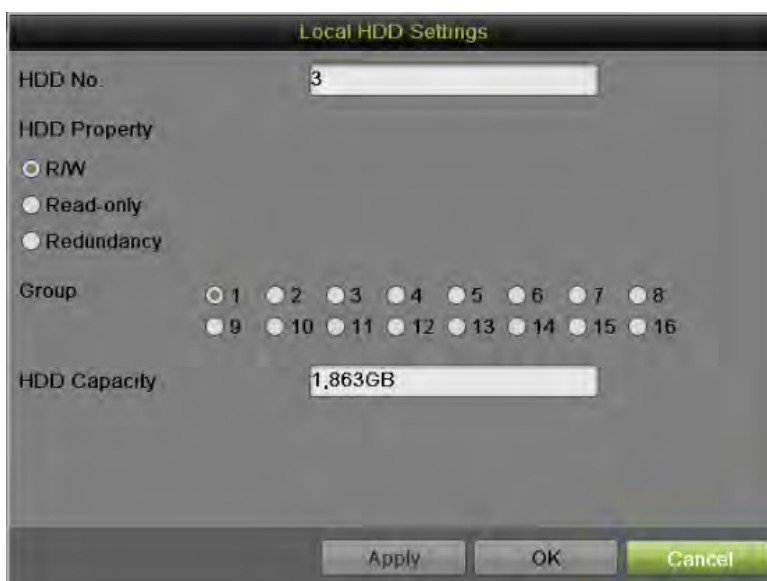 Local HDD Settings
HDD No. 3
HDD Property
R/W
Read-only
Redundancy
Group 1 2 3 4 5 6 7 8
9 10 11 12 13 14 15 16
HDD Capacity 1,863GB
Apply OK Cancel